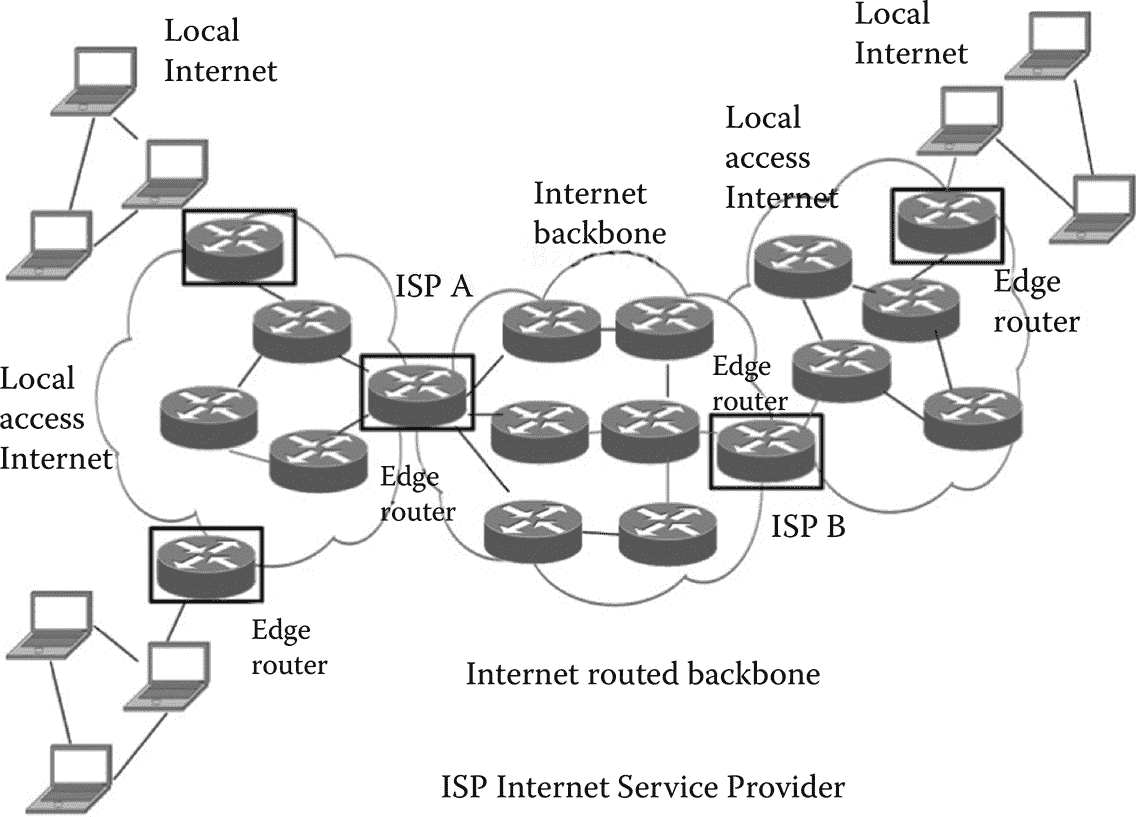 Local
Internet
Local
Internet
Local
access
Internet
Internet
backbone
ISP A
Edge
router
Edge
router
Local
access
Internet
Edge
router
ISP B
Edge
router
Internet routed backbone
ISP Internet Service Provider